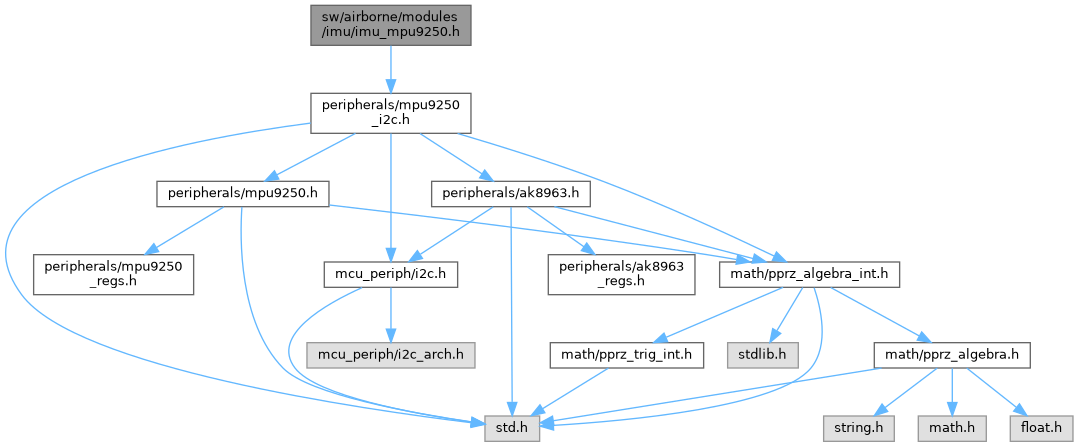 sw/airborne/modules
/imu/imu_mpu9250.h
peripherals/mpu9250
_i2c.h
peripherals/mpu9250.h
peripherals/ak8963.h
peripherals/mpu9250
_regs.h
mcu_periph/i2c.h
peripherals/ak8963
_regs.h
math/pprz_algebra_int.h
mcu_periph/i2c_arch.h
math/pprz_trig_int.h
stdlib.h
math/pprz_algebra.h
std.h
string.h
math.h
float.h